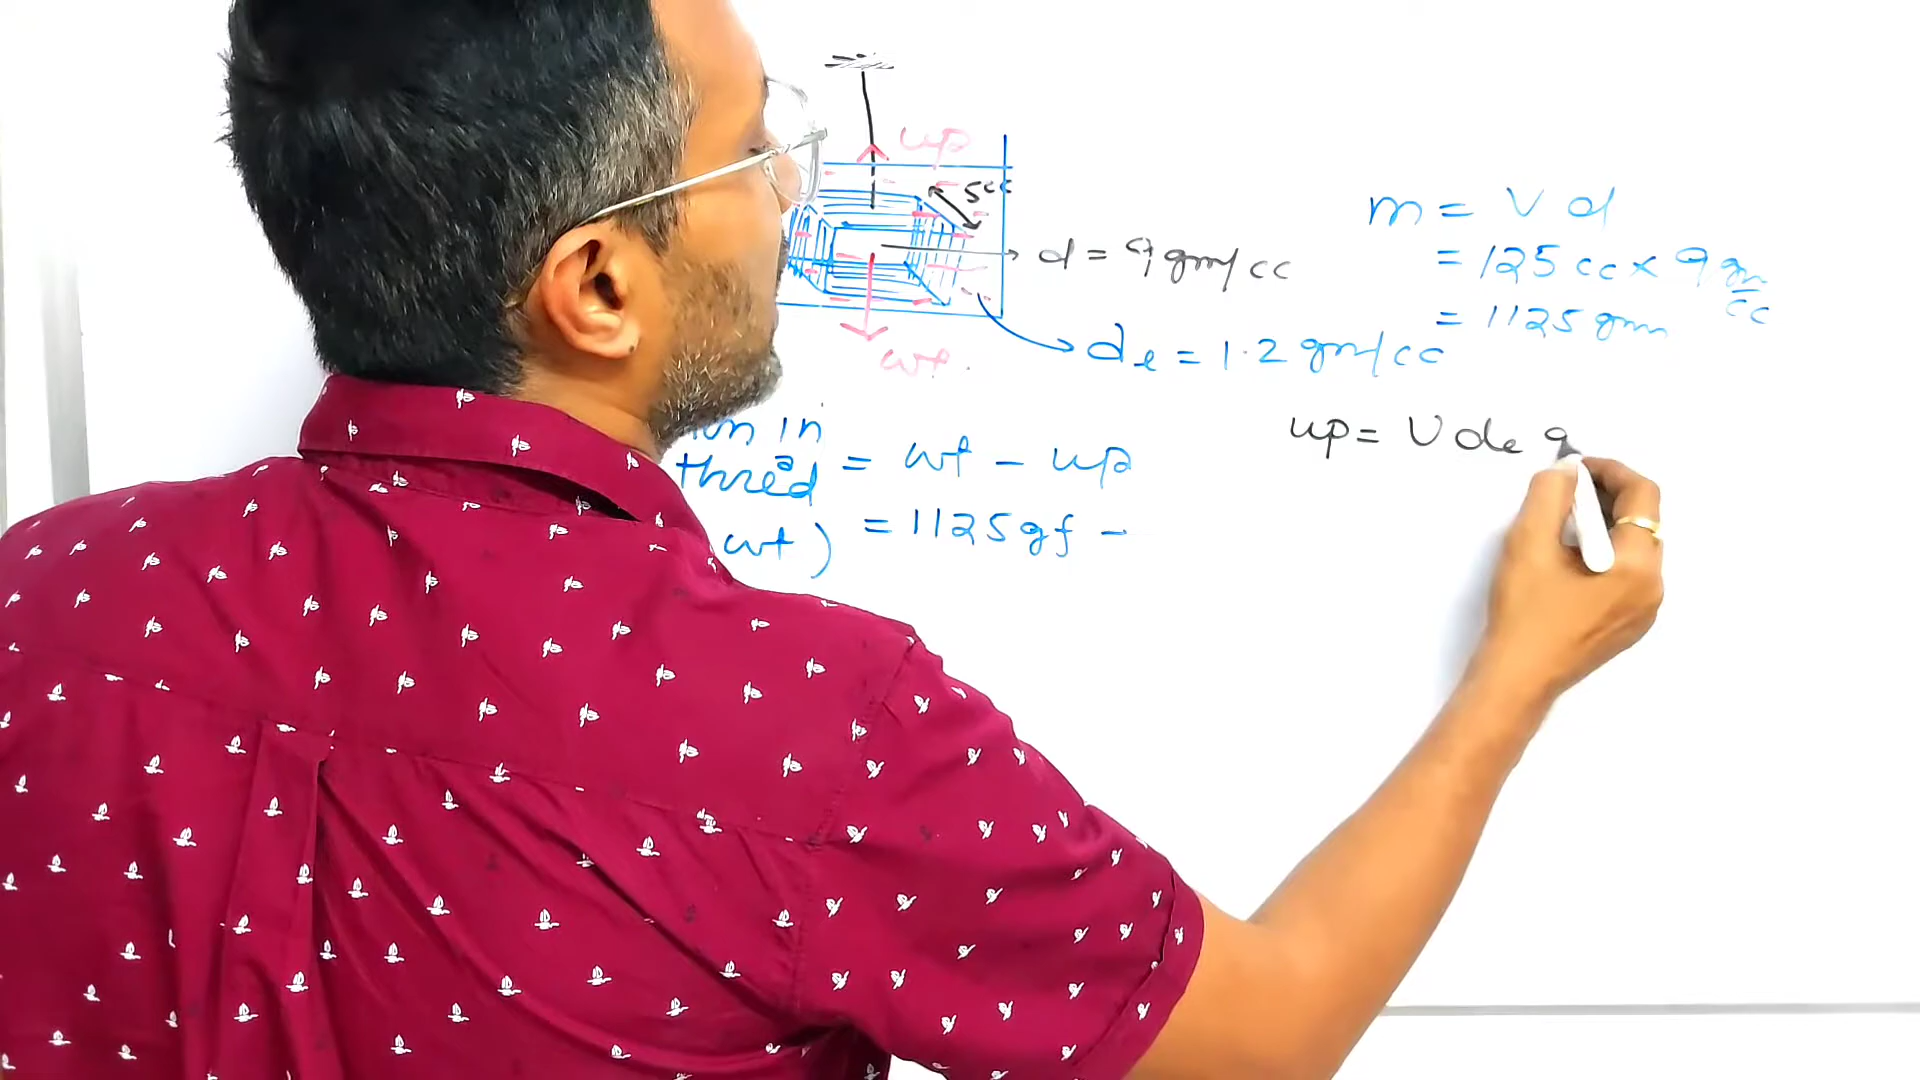 up
5cc
d = 9 gm/cc
de = 1.2 gm/cc
wt.
m = V d
= 125 cc × 9 gm/cc
= 1125 gm
up = V de g
in
thread = wt - up
wt) = 1125 gf -